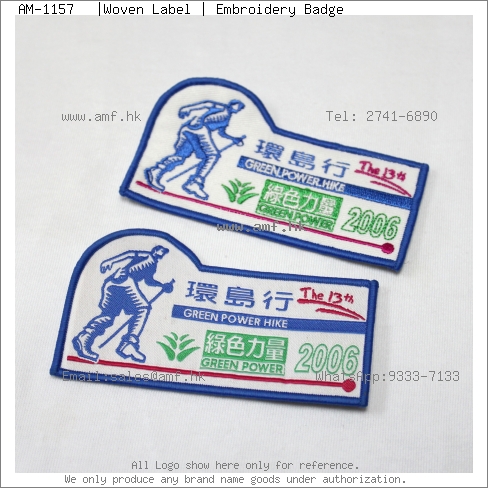 AM-1157 |Woven Label | Embroidery Badge
www.amf.hk
Tel: 2741-6890
環島行
The 13th
GREEN POWER HIKE
綠色力量
GREEN POWER
2006
www.amf.hk
環島行
The 13th
GREEN POWER HIKE
綠色力量
GREEN POWER
2006
Email:sales@amf.hk
WhatsApp:9333-7133
All Logo show here only for reference.
We only produce any brand name goods under authorization.